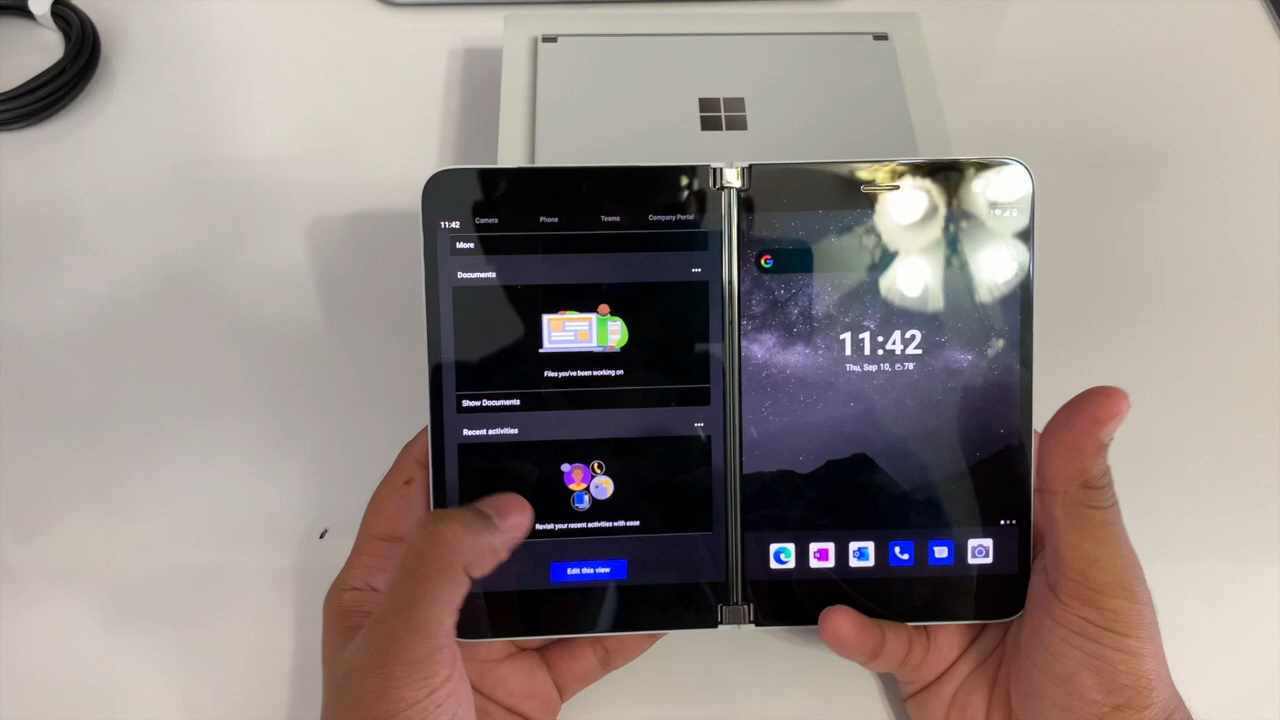 11:42
Camera
Phone
Teams
Company Portal
More
Documents
Files you've been working on
Show Documents
Recent activities
Revisit your recent activities with ease
Edit this view
G
11:42
Thu, Sep 10, 78°